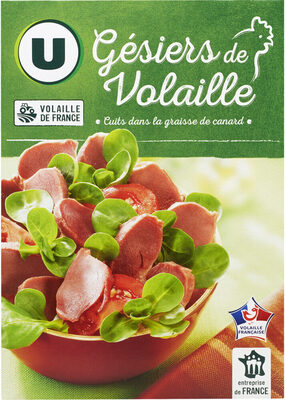 U
Gésiers de
Volaille
VOLAILLE
DE FRANCE
• Cuits dans la graisse de canard •
VOLAILLE
FRANÇAISE
entreprise
de FRANCE